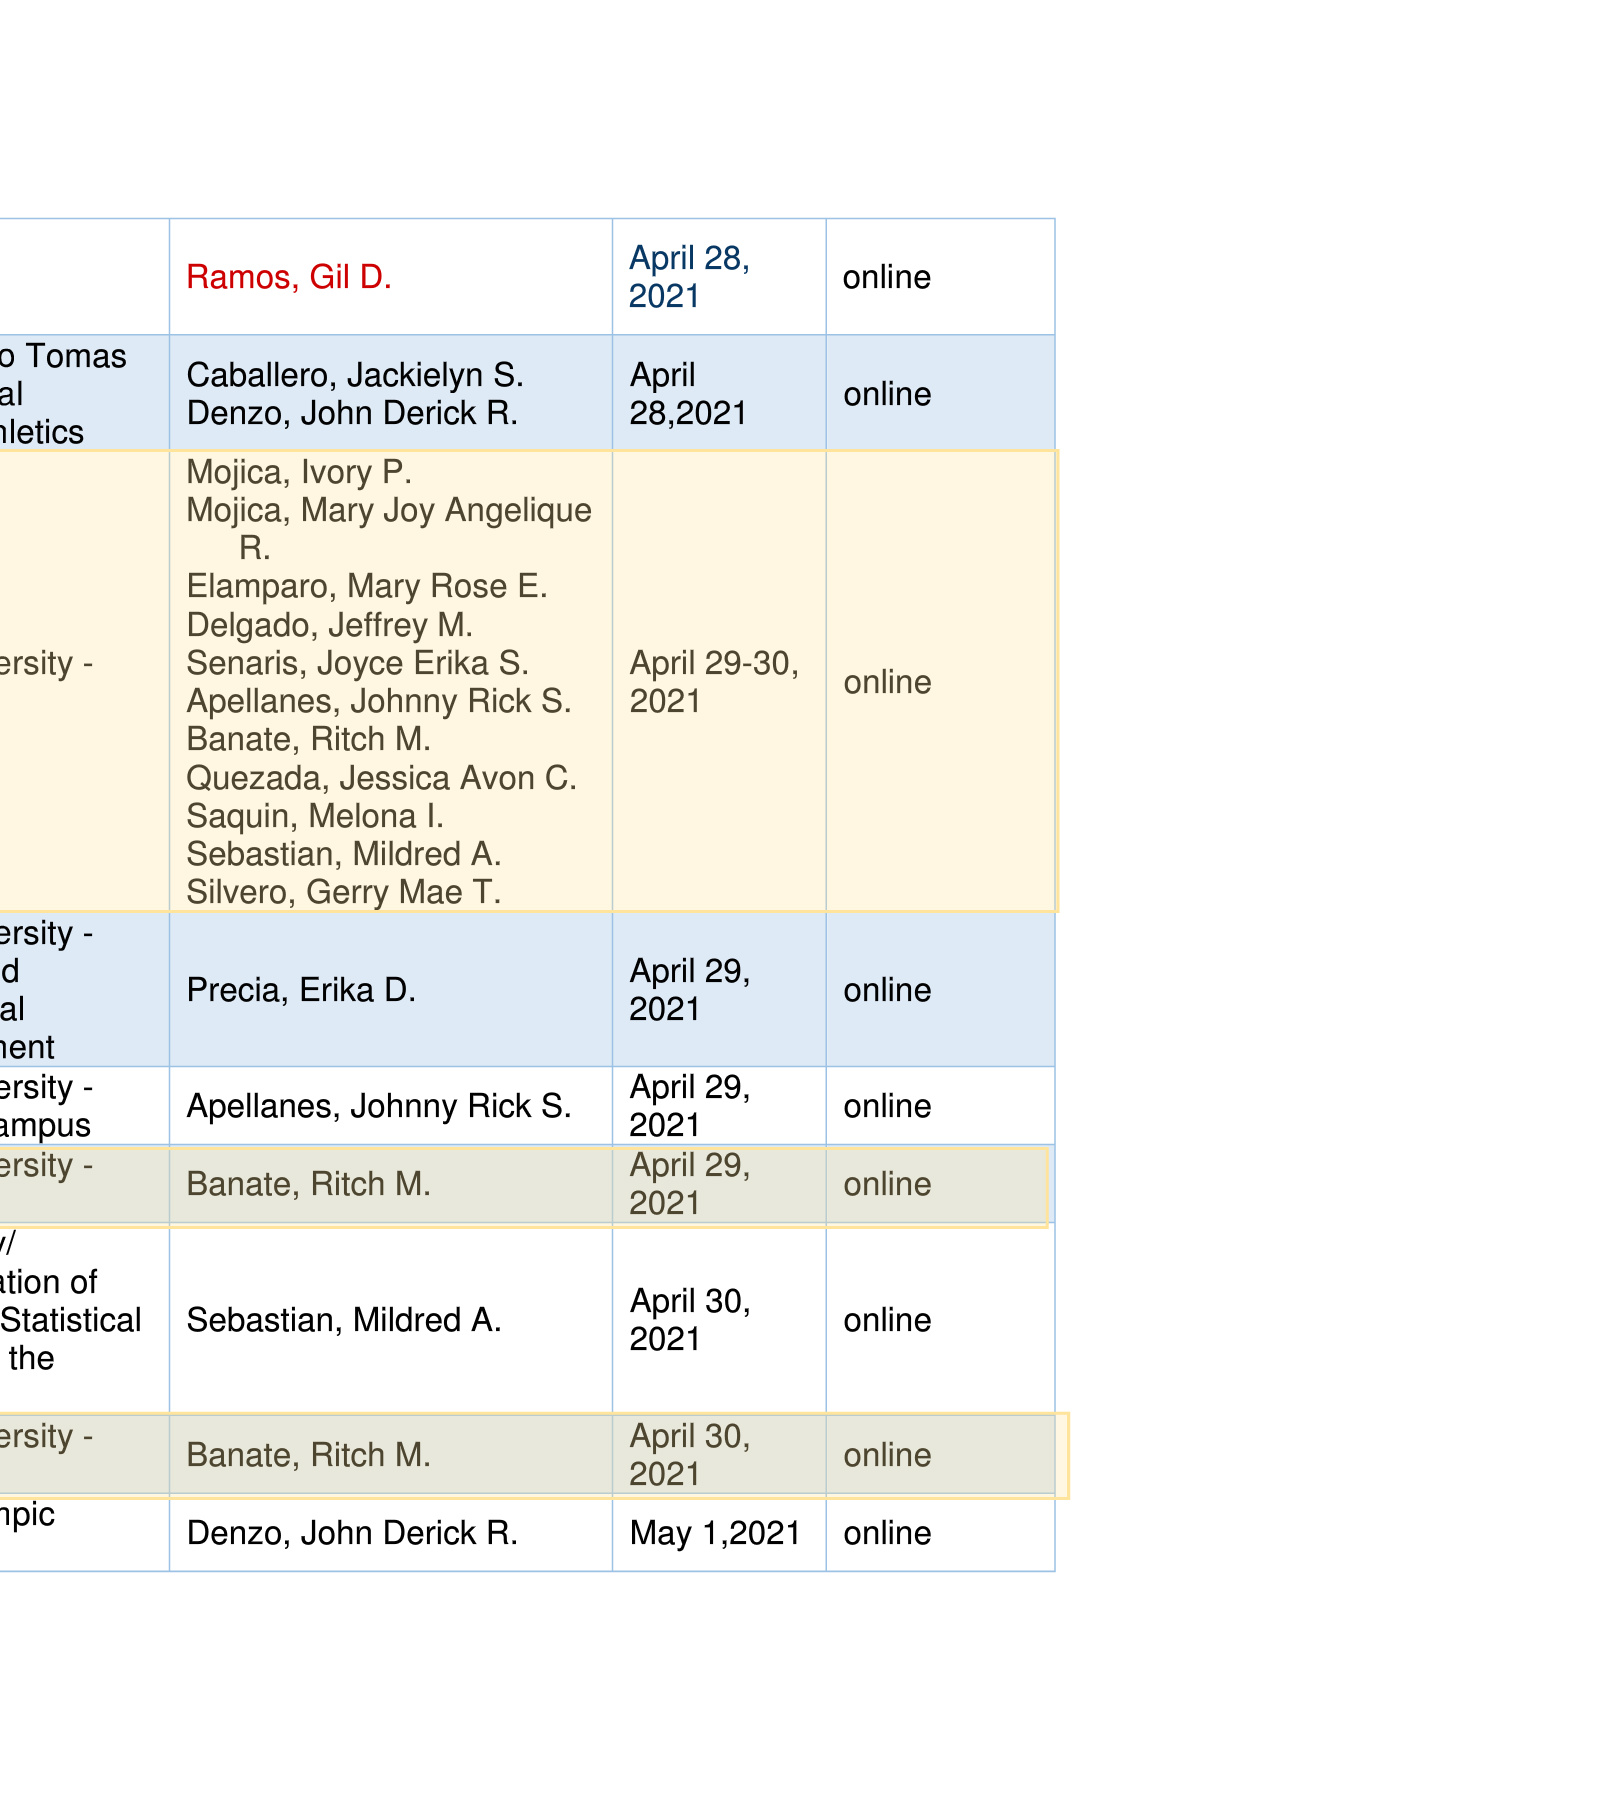 Ramos, Gil D.
April 28,
2021
online
o Tomas
al
letics
Caballero, Jackielyn S.
Denzo, John Derick R.
April
28,2021
online
ersity -
Mojica, Ivory P.
Mojica, Mary Joy Angelique
R.
Elamparo, Mary Rose E.
Delgado, Jeffrey M.
Senaris, Joyce Erika S.
Apellanes, Johnny Rick S.
Banate, Ritch M.
Quezada, Jessica Avon C.
Saquin, Melona I.
Sebastian, Mildred A.
Silvero, Gerry Mae T.
April 29-30,
2021
online
ersity -
d
al
ent
Precia, Erika D.
April 29,
2021
online
ersity -
ampus
Apellanes, Johnny Rick S.
April 29,
2021
online
ersity -
Banate, Ritch M.
April 29,
2021
online
y/
ation of
Statistical
the
Sebastian, Mildred A.
April 30,
2021
online
ersity -
Banate, Ritch M.
April 30,
2021
online
mpic
Denzo, John Derick R.
May 1,2021
online